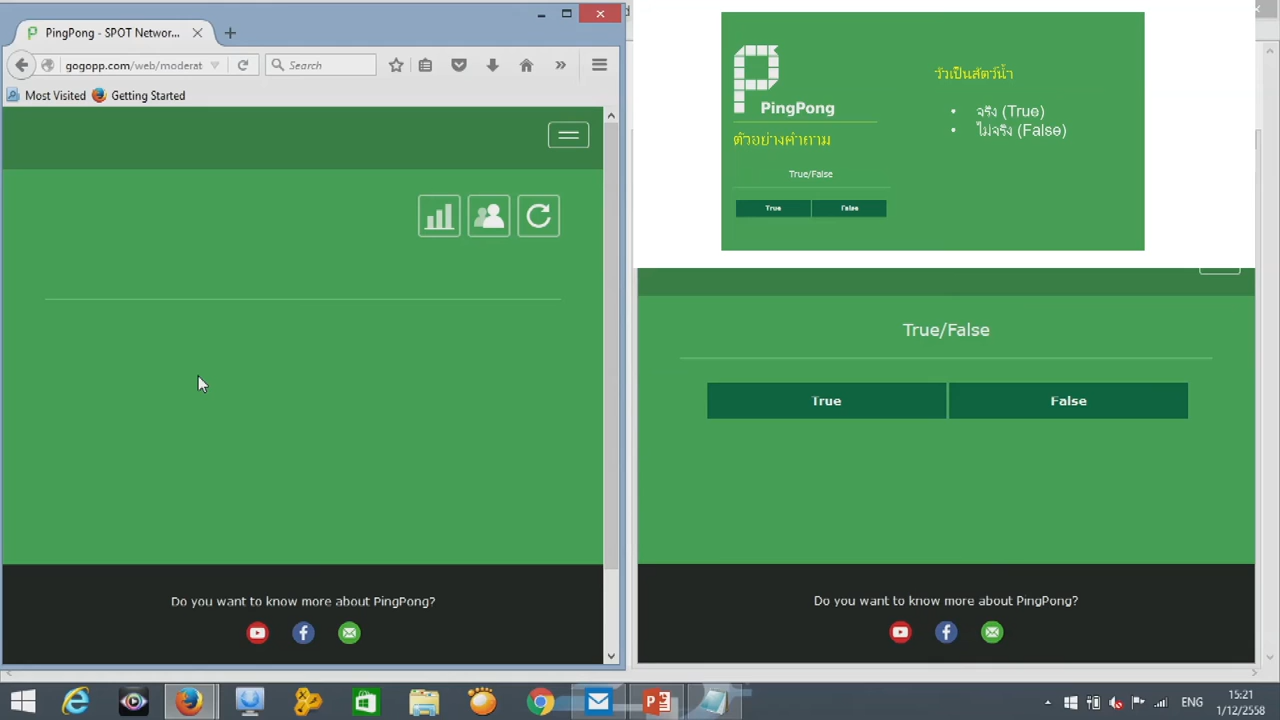 PingPong - SPOT Networ...
gogopp.com/web/moderat
Search
Most Visited
Getting Started
Do you want to know more about PingPong?
PingPong
ตัวอย่างคำถาม
True/False
True
False
วัวเป็นสัตว์น้ำ
• จริง (True)
• ไม่จริง (False)
True/False
True
False
Do you want to know more about PingPong?
ENG
15:21
1/12/2558